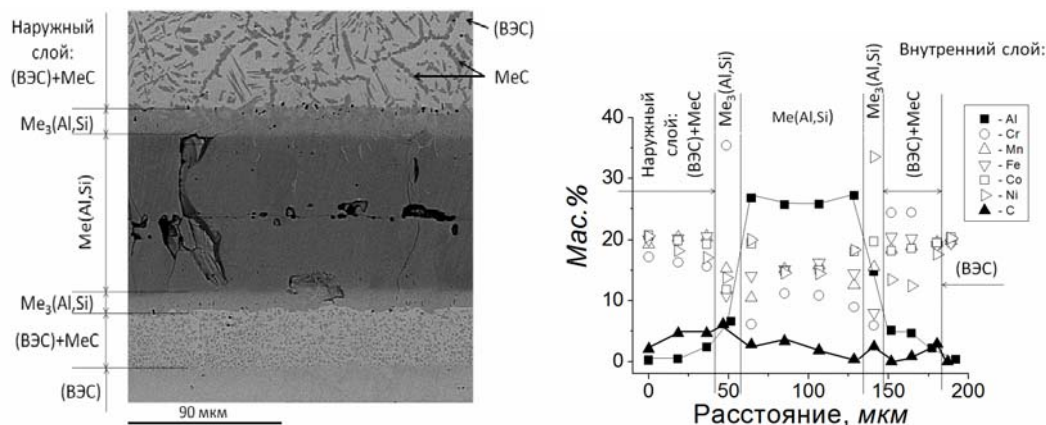 Наружный
слой:
(ВЭС)+MeC
Me₃(Al,Si)
Me(Al,Si)
Me₃(Al,Si)
(ВЭС)+MeC
(ВЭС)
(ВЭС)
MeC
90 мкм
Внутренний слой:
Наружный
слой:
(ВЭС)+MeC
Me₃(Al,Si)
Me(Al,Si)
Me₃(Al,Si)
(ВЭС)+MeC
(ВЭС)
- Al
- Cr
- Mn
- Fe
- Co
- Ni
- C
Мас.%
40
30
20
10
0
0 50 100 150 200
Расстояние, мкм